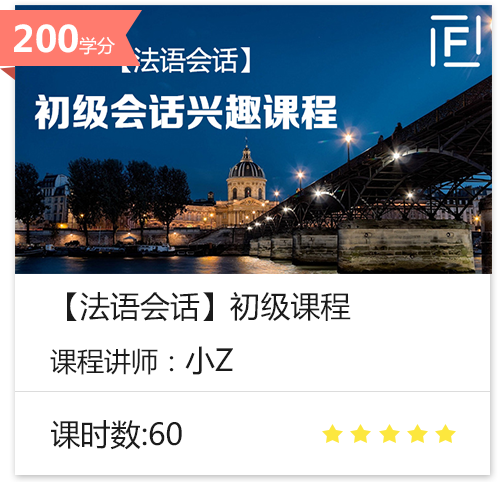 200学分
【法语会话】
初级会话兴趣课程
F
【法语会话】初级课程
课程讲师：小Z
课时数:60